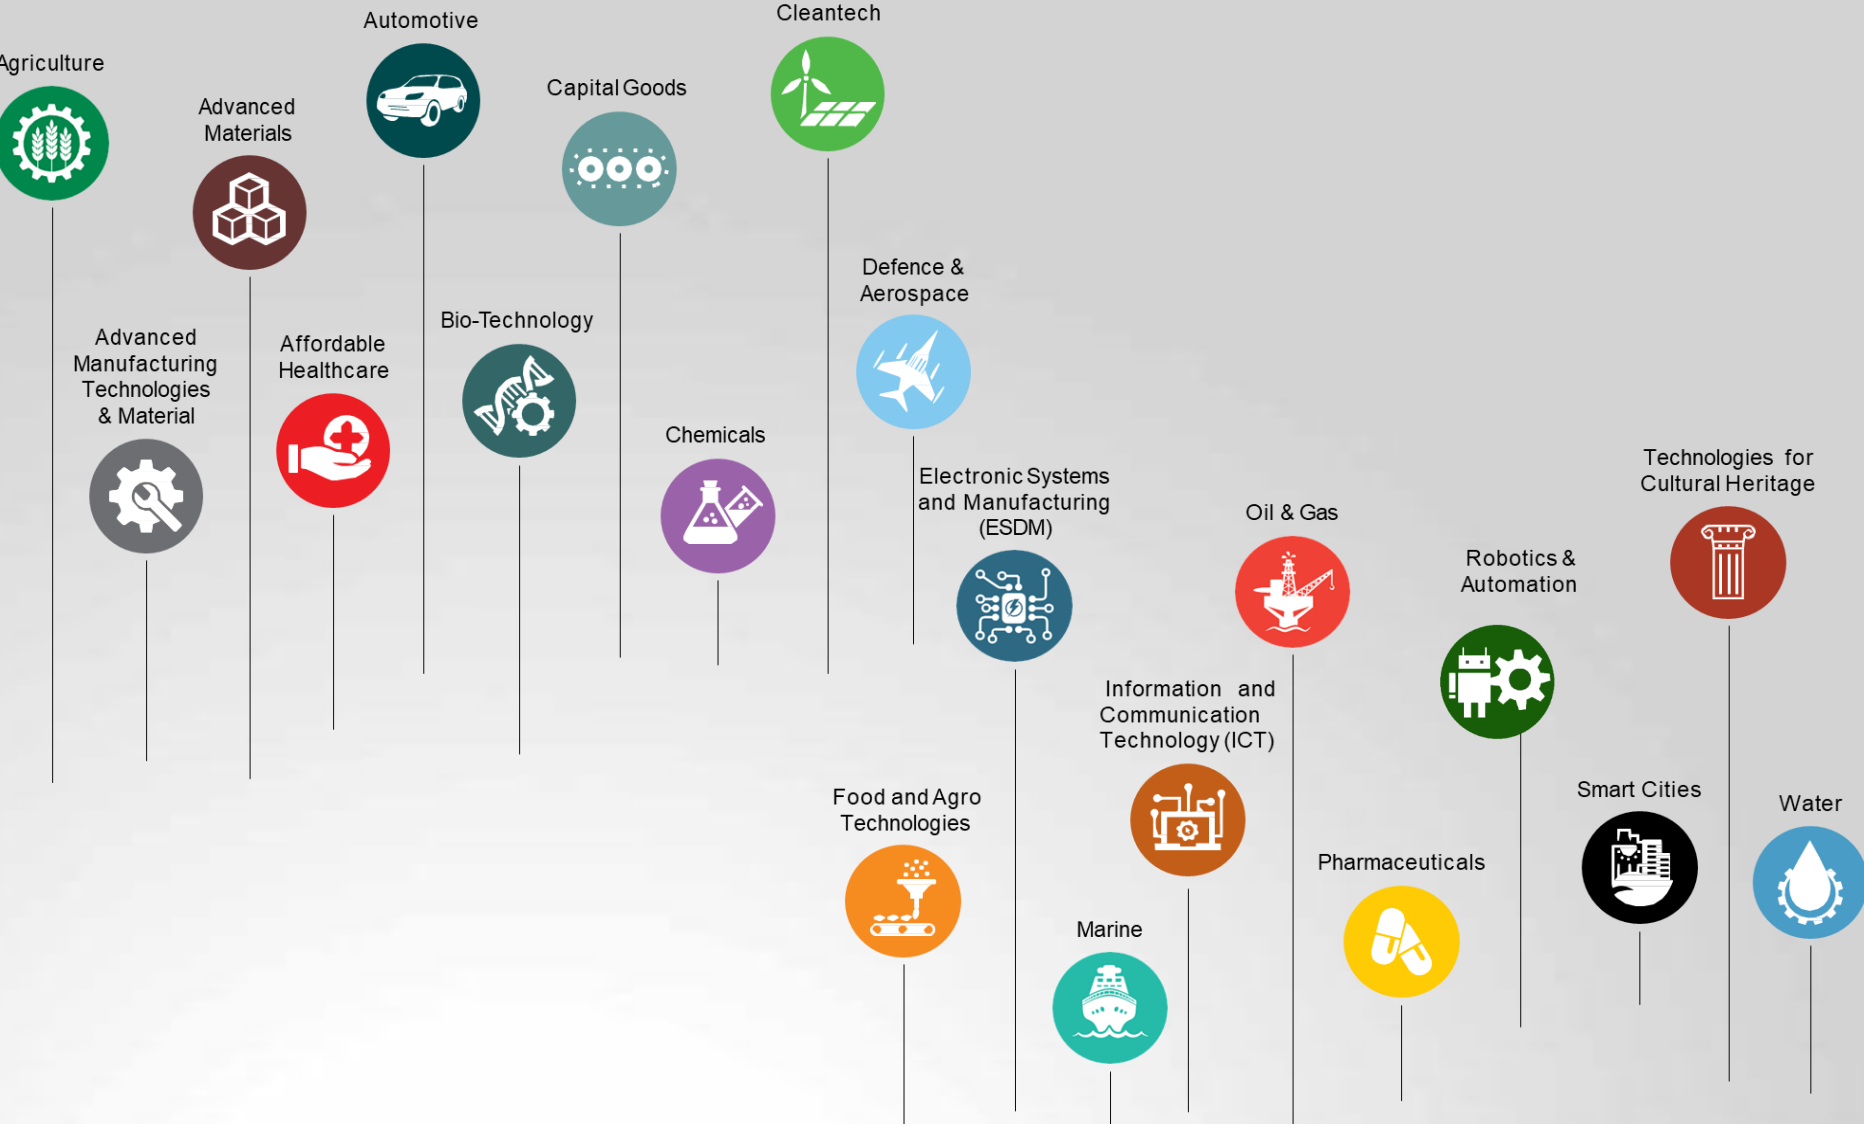 Agriculture
Advanced
Manufacturing
Technologies
& Material
Advanced
Materials
Affordable
Healthcare
Automotive
Bio-Technology
Capital Goods
Chemicals
Cleantech
Defence &
Aerospace
Electronic Systems
and Manufacturing
(ESDM)
Food and Agro
Technologies
Information and
Communication
Technology (ICT)
Marine
Oil & Gas
Pharmaceuticals
Robotics &
Automation
Smart Cities
Technologies for
Cultural Heritage
Water